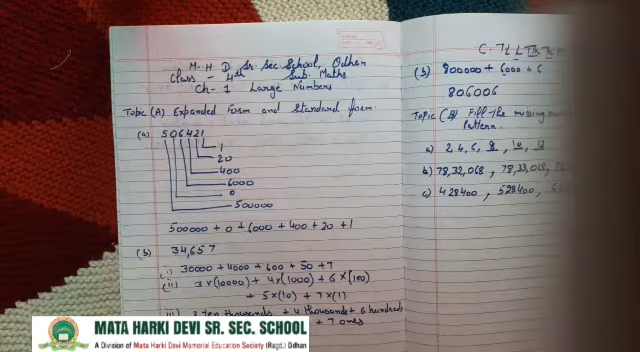 M. H. D. Sr. Sec. School, Odhan
Class - 4th Sub. Maths
Ch- 1 Large Numbers
Topic (A) Expanded form and Standard form.
(a) 506421
1
20
400
6000
0
500000
500000 + 0 + 6000 + 400 + 20 + 1
(b) 34,657
(i) 30000 + 4000 + 600 + 50 + 7
(ii) 3 x (10000) + 4 x (1000) + 6 x (100)
+ 5 x (10) + 7 x (1)
iii) 3 ten thousands + 4 thousands + 6 hundreds
+ 7 ones
(b) 800000 + 6000 + 6
806006
Topic Fill the missing
Pattern.
a) 2, 4, 6, 8, 10, 12
b) 78,32,068, 78,33,068,
c) 428400, 528400,
MATA HARKI DEVI SR. SEC. SCHOOL
A Division of Mata Harki Devi Memorial Education Society (Regd.) Odhan